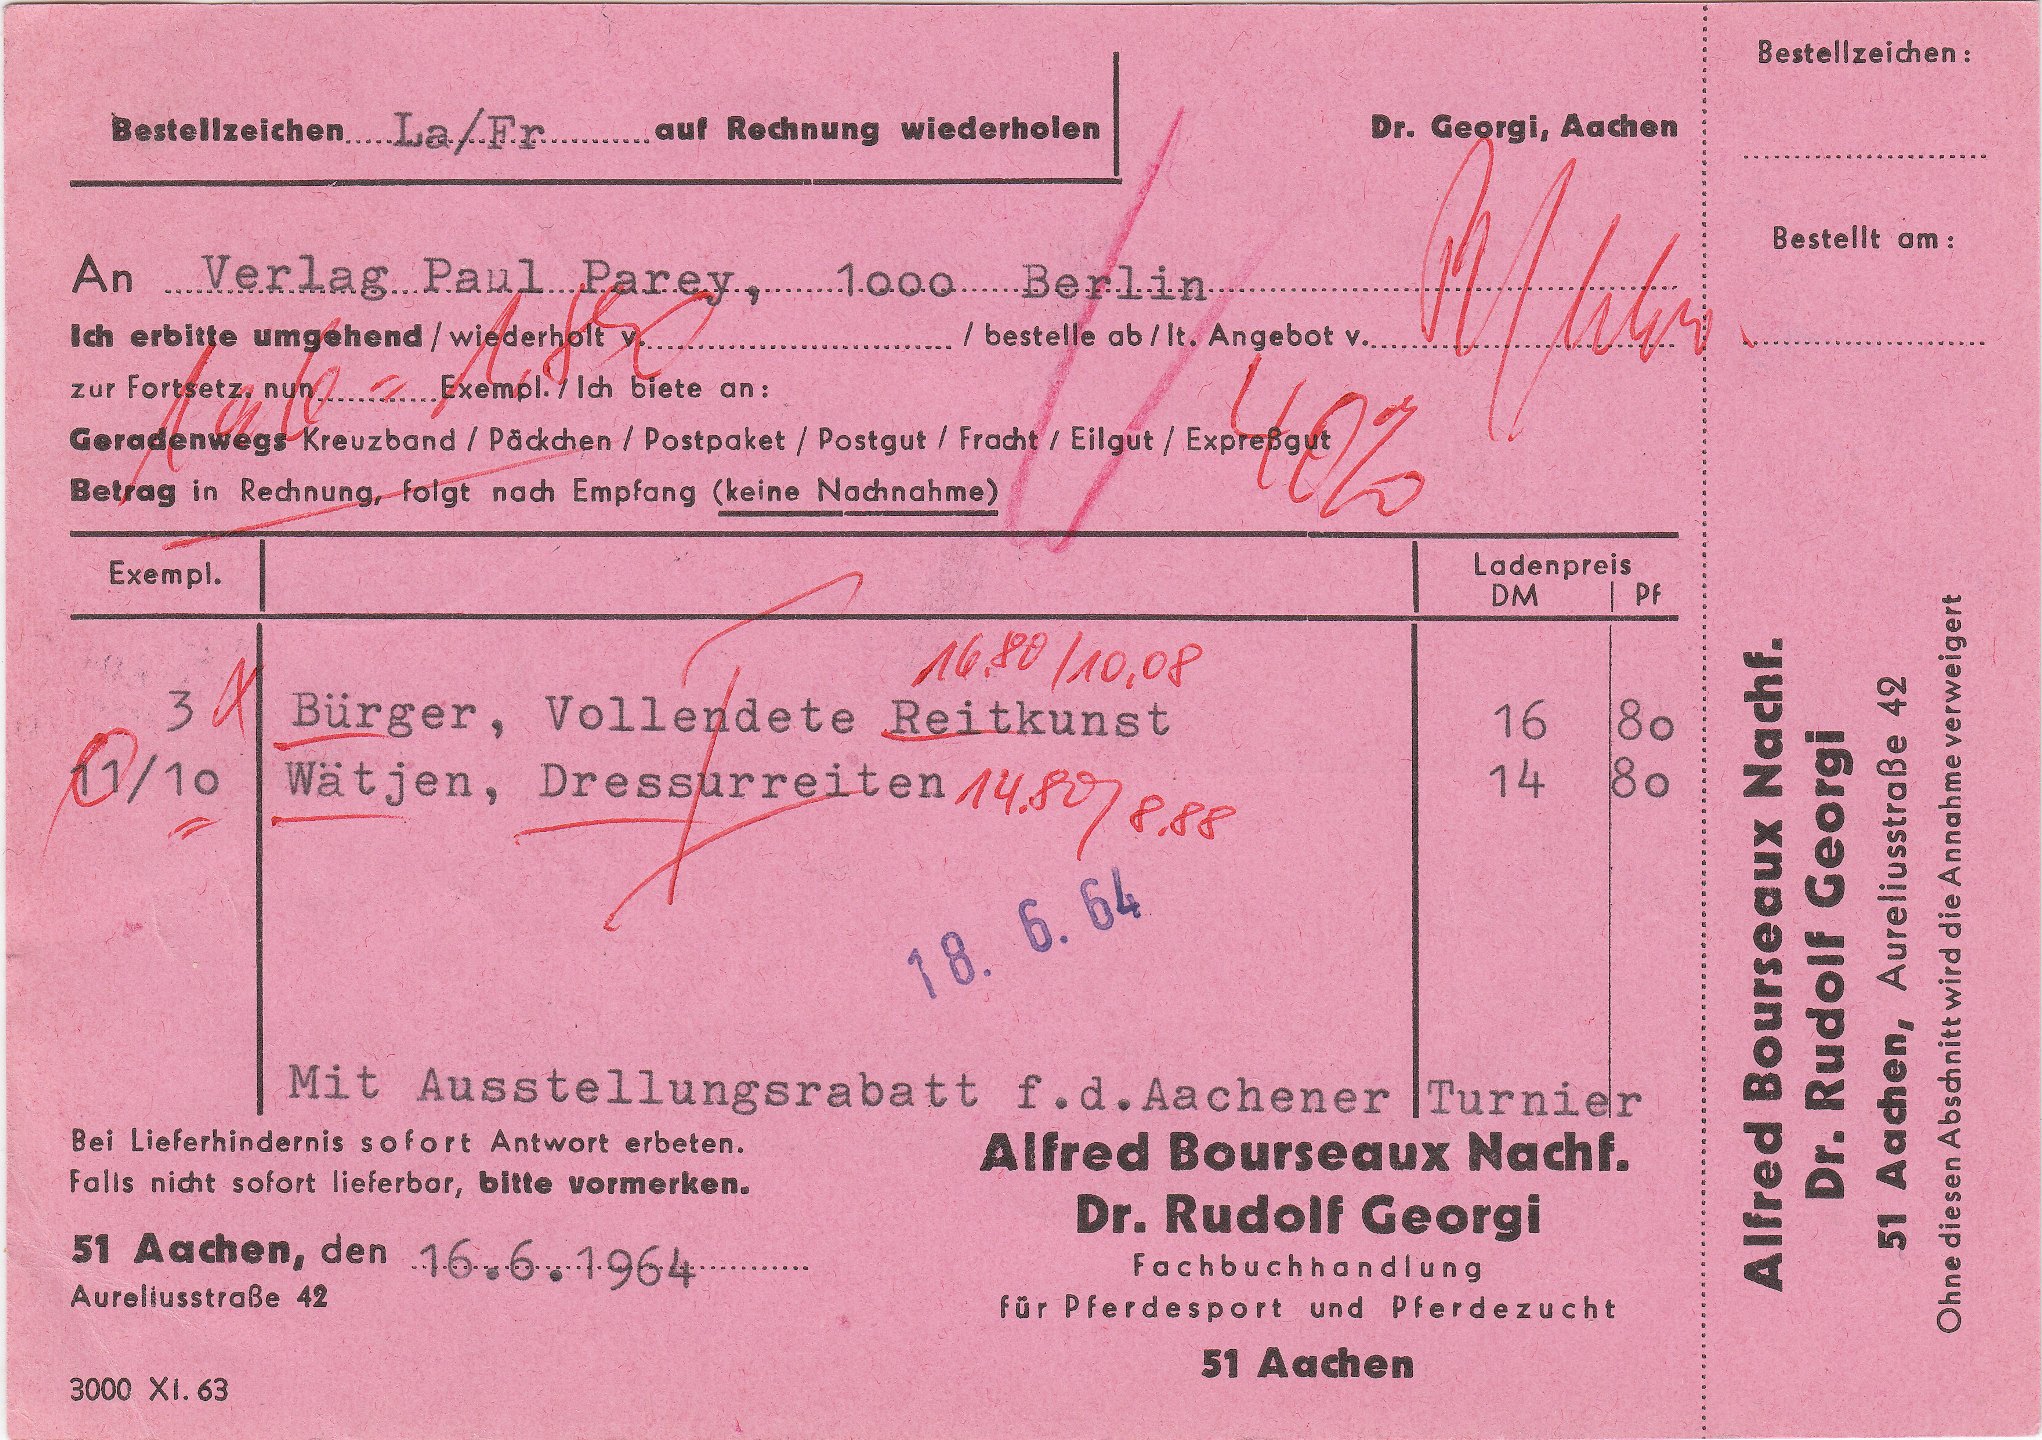 Bestellzeichen La/Fr auf Rechnung wiederholen
Dr. Georgi, Aachen
An Verlag Paul Parey, 1000 Berlin
Ich erbitte umgehend / wiederholt v. / bestelle ab / lt. Angebot v.
zur Fortsetz. nun Exempl. / Ich biete an:
Geradenwegs Kreuzband / Päckchen / Postpaket / Postgut / Fracht / Eilgut / Expreßgut
40%
Betrag in Rechnung, folgt nach Empfang (keine Nachnahme)
Exempl. Ladenpreis
DM Pf
16.80/10,08
3 Bürger, Vollendete Reitkunst 16 80
11/10 Wätjen, Dressurreiten 14.80/8.88 14 80
18. 6. 64
Mit Ausstellungsrabatt f.d.Aachener Turnier
Bei Lieferhindernis sofort Antwort erbeten.
Falls nicht sofort lieferbar, bitte vormerken.
51 Aachen, den 16.6.1964
Aureliusstraße 42
3000 XI. 63
Alfred Bourseaux Nachf.
Dr. Rudolf Georgi
Fachbuchhandlung
für Pferdesport und Pferdezucht
51 Aachen
Bestellzeichen:
Bestellt am:
Alfred Bourseaux Nachf.
Dr. Rudolf Georgi
51 Aachen, Aureliusstraße 42
Ohne diesen Abschnitt wird die Annahme verweigert